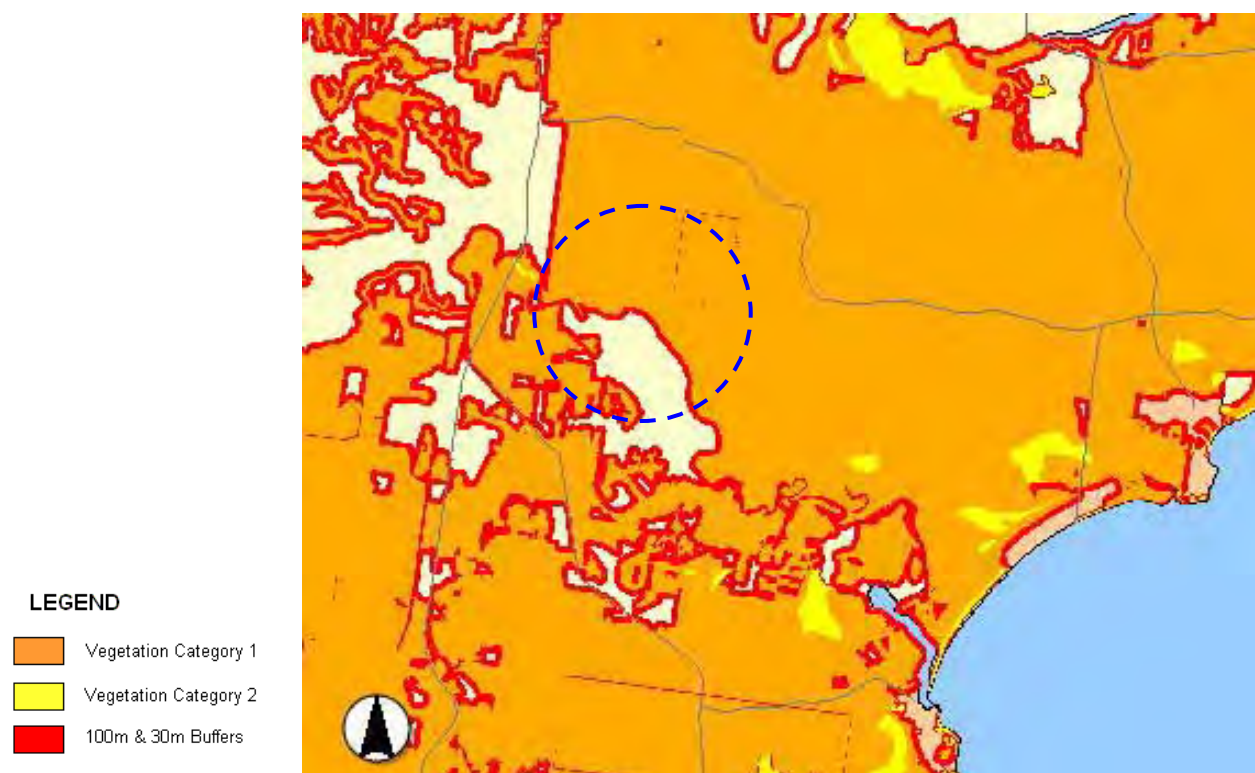 LEGEND
Vegetation Category 1
Vegetation Category 2
100m & 30m Buffers